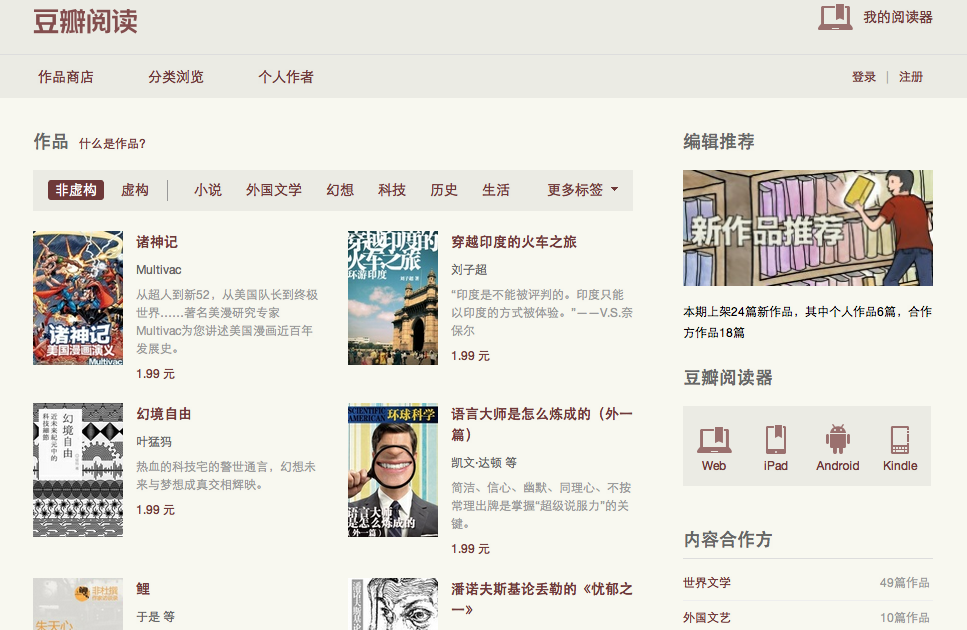 豆瓣阅读
我的阅读器
作品商店 分类浏览 个人作者
登录 | 注册
作品 什么是作品?
非虚构 虚构 小说 外国文学 幻想 科技 历史 生活 更多标签
诸神记
美国漫画演义
Multivac
诸神记
Multivac
从超人到新52，从美国队长到终极
世界……著名美漫研究专家
Multivac为您讲述美国漫画近百年
发展史。
1.99 元
穿越印度的
火车之旅
环游印度
刘子超 著
穿越印度的火车之旅
刘子超
“印度是不能被评判的。印度只能
以印度的方式被体验。”——V.S.奈
保尔
1.99 元
幻境自由
近未来纪元中的
科技碎韵
幻境自由
叶猛犸
热血的科技宅的警世通言，幻想未
来与梦想成真交相辉映。
1.99 元
SCIENTIFIC
AMERICAN 环球科学
语言大师
是怎么炼成的
（外一篇）
语言大师是怎么炼成的（外一
篇）
凯文·达顿 等
简洁、信心、幽默、同理心、不按
常理出牌是掌握“超级说服力”的关
键。
1.99 元
非杜撰
朱天心
鲤
于是 等
潘诺夫斯基
潘诺夫斯基论丢勒的《忧郁之
一》
编辑推荐
新作品推荐
本期上架24篇新作品，其中个人作品6篇，合作
方作品18篇
豆瓣阅读器
Web iPad Android Kindle
内容合作方
世界文学 49篇作品
外国文艺 10篇作品